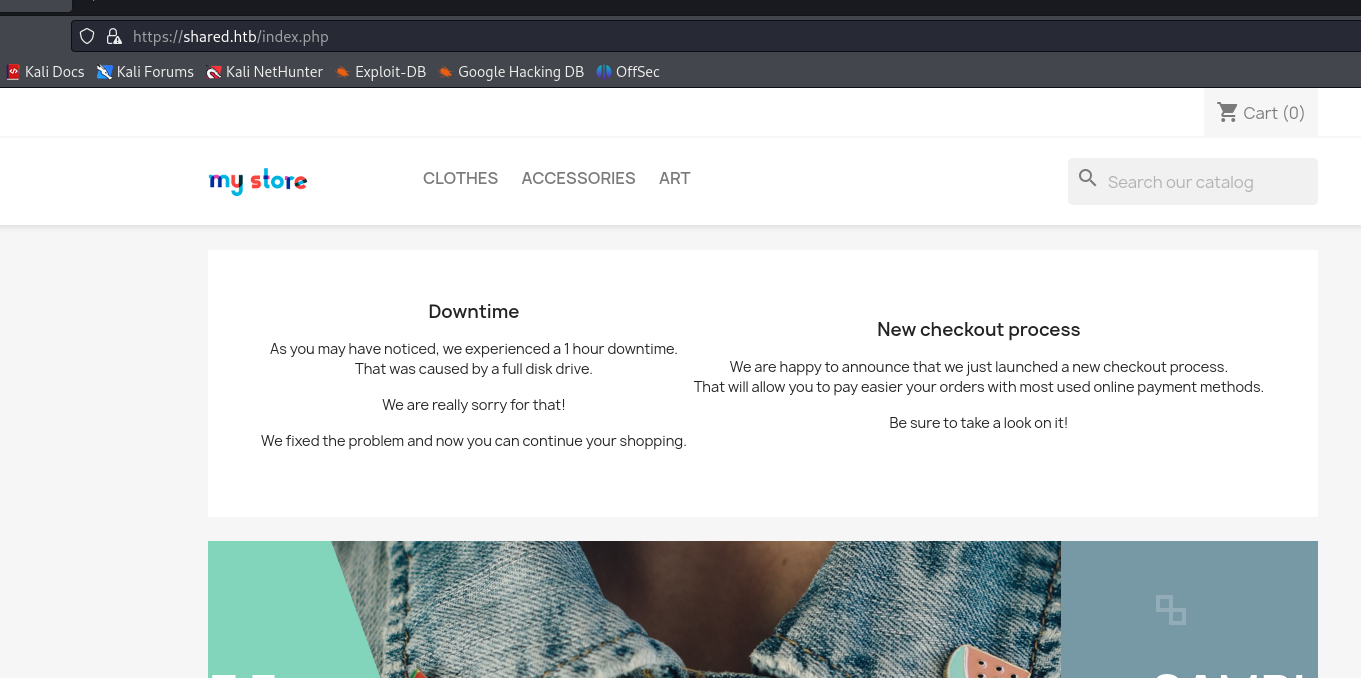 https://shared.htb/index.php
Kali Docs Kali Forums Kali NetHunter Exploit-DB Google Hacking DB OffSec
Cart (0)
my store CLOTHES ACCESSORIES ART Search our catalog
Downtime
As you may have noticed, we experienced a 1 hour downtime.
That was caused by a full disk drive.
We are really sorry for that!
We fixed the problem and now you can continue your shopping.
New checkout process
We are happy to announce that we just launched a new checkout process.
That will allow you to pay easier your orders with most used online payment methods.
Be sure to take a look on it!